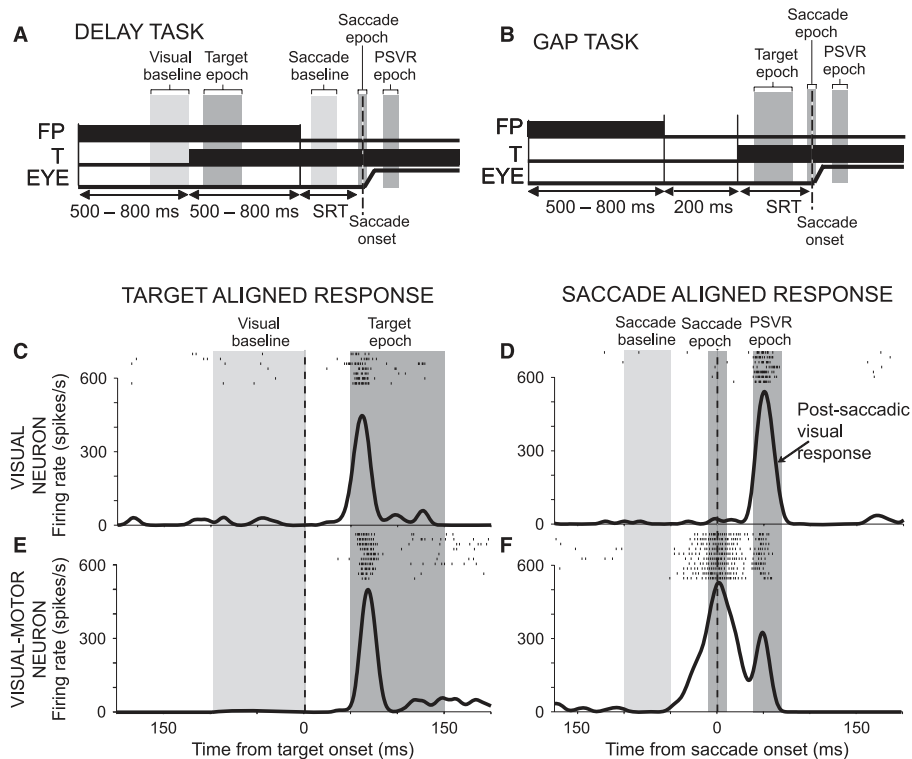 A DELAY TASK
Visual
baseline
Target
epoch
Saccade
baseline
Saccade
epoch
PSVR
epoch
FP
T
EYE
500 – 800 ms
500 – 800 ms
SRT
Saccade
onset
B GAP TASK
Target
epoch
Saccade
epoch
PSVR
epoch
FP
T
EYE
500 – 800 ms
200 ms
SRT
Saccade
onset
TARGET ALIGNED RESPONSE
C
Visual
baseline
Target
epoch
VISUAL
NEURON
Firing rate (spikes/s)
600
300
0
SACCADE ALIGNED RESPONSE
D
Saccade baseline
Saccade
epoch
PSVR
epoch
600
300
0
Post-saccadic
visual
response
E
VISUAL-MOTOR
NEURON
Firing rate (spikes/s)
600
300
0
150
0
150
Time from target onset (ms)
F
600
300
0
150
0
150
Time from saccade onset (ms)